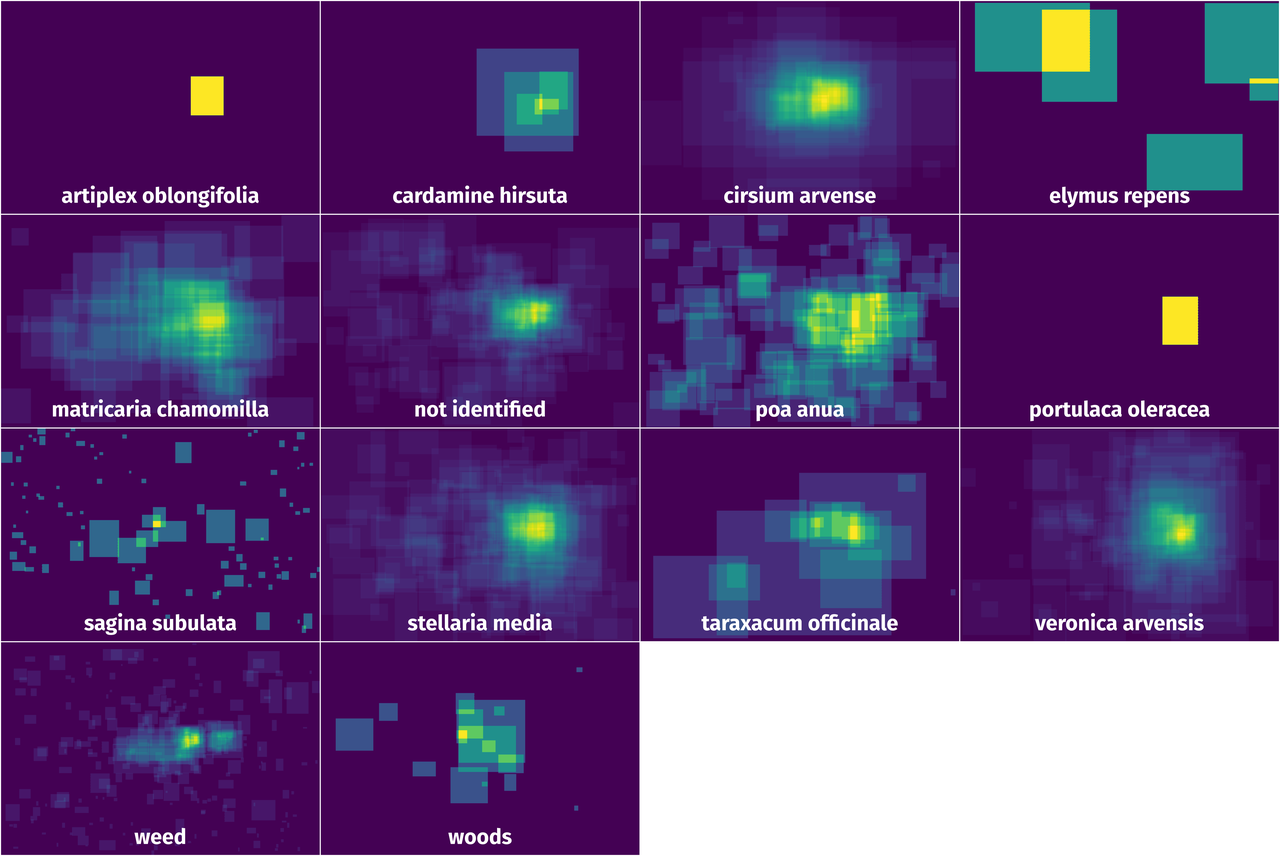 artiplex oblongifolia
cardamine hirsuta
cirsium arvense
elymus repens
matricaria chamomilla
not identified
poa anua
portulaca oleracea
sagina subulata
stellaria media
taraxacum officinale
veronica arvensis
weed
woods